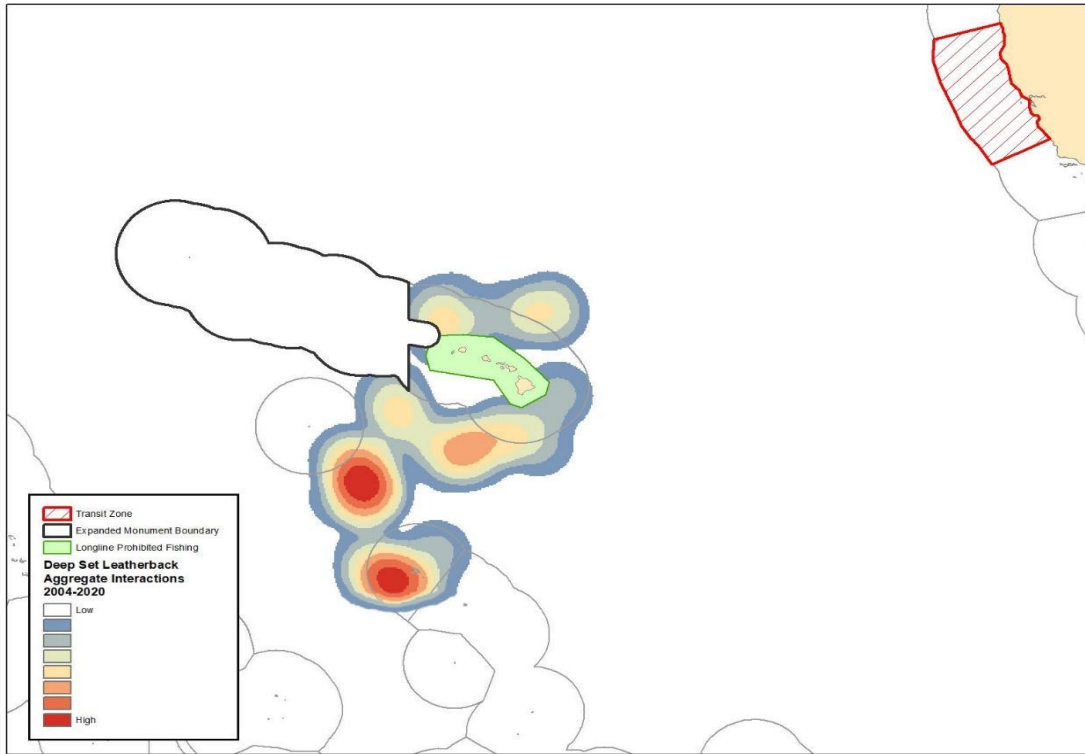 Transit Zone
Expanded Monument Boundary
Longline Prohibited Fishing
Deep Set Leatherback
Aggregate Interactions
2004-2020
Low
High